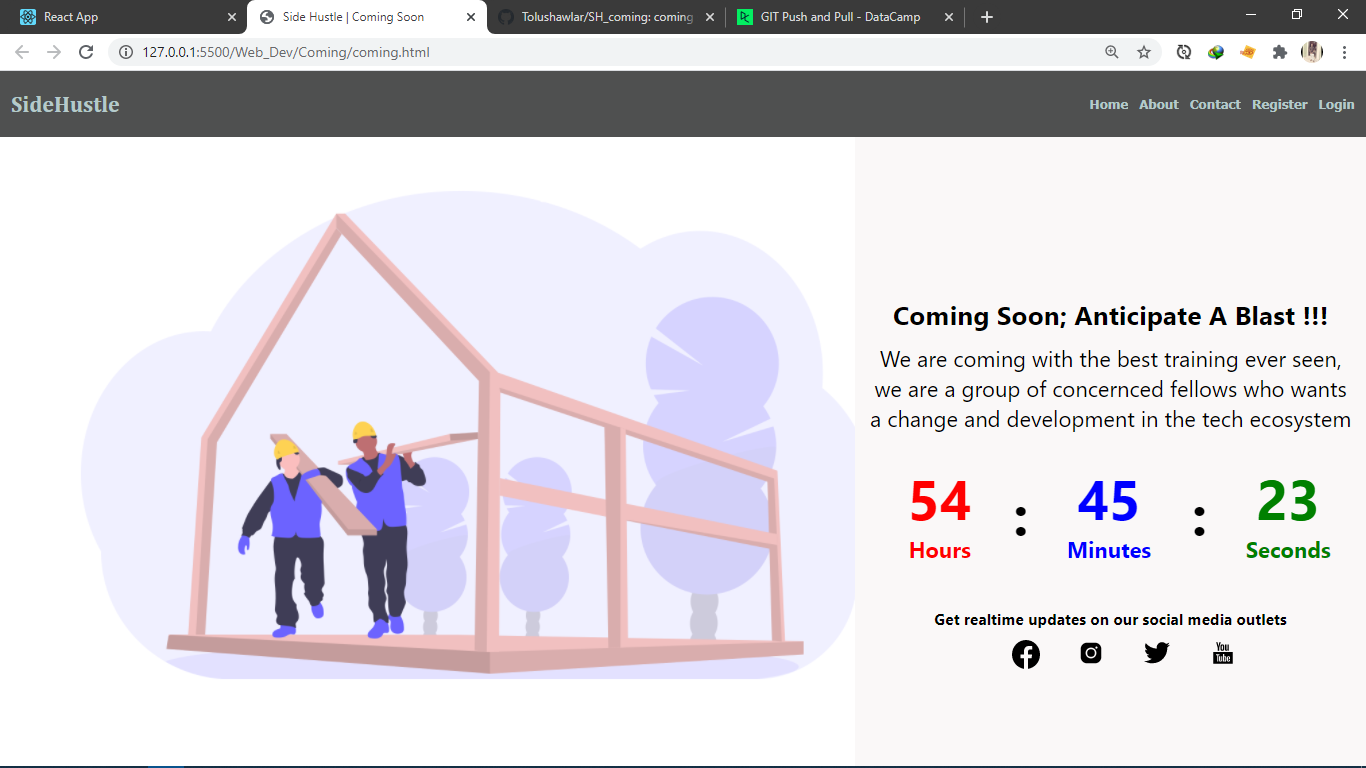 React App
Side Hustle | Coming Soon
Tolushawlar/SH_coming: coming
GIT Push and Pull - DataCamp
127.0.0.1:5500/Web_Dev/Coming/coming.html
SideHustle
Home About Contact Register Login
Coming Soon; Anticipate A Blast !!!
We are coming with the best training ever seen,
we are a group of concernced fellows who wants
a change and development in the tech ecosystem
54 : 45 : 23
Hours Minutes Seconds
Get realtime updates on our social media outlets
You
Tube